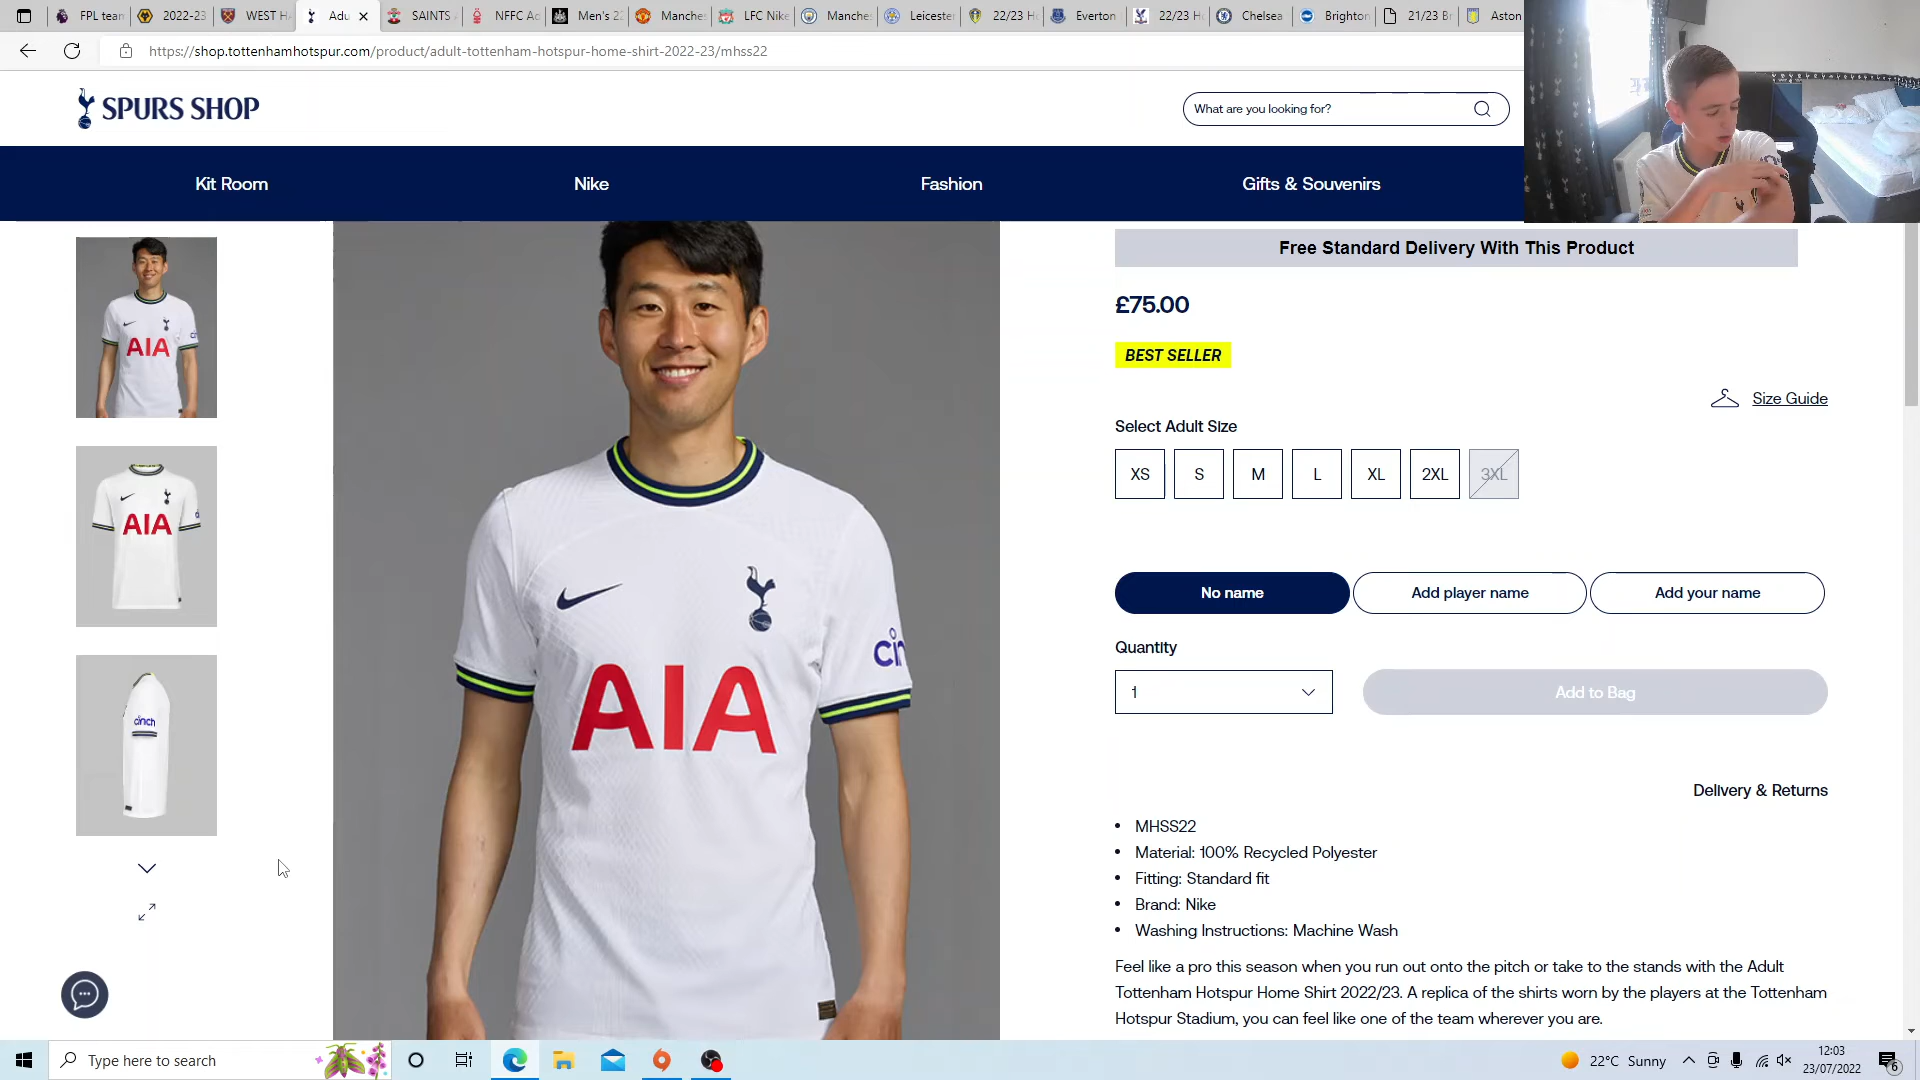 FPL team
2022-23
WEST HA
Adu
SAINTS
NFFC Ad
Men's 22
Manches
LFC Nike
Manche
Leiceste
22/23 H
Everton
22/23 H
Chelsea
Brighton
21/23 Br
Aston
https://shop.tottenhamhotspur.com/product/adult-tottenham-hotspur-home-shirt-2022-23/mhss22
SPURS SHOP
What are you looking for?
Kit Room
Nike
Fashion
Gifts & Souvenirs
Free Standard Delivery With This Product
£75.00
BEST SELLER
Size Guide
Select Adult Size
XS
S
M
L
XL
2XL
3XL
AIA
AIA
cinch
AIA
cin
No name
Add player name
Add your name
Quantity
1
Add to Bag
Delivery & Returns
• MHSS22
• Material: 100% Recycled Polyester
• Fitting: Standard fit
• Brand: Nike
• Washing Instructions: Machine Wash
Feel like a pro this season when you run out onto the pitch or take to the stands with the Adult
Tottenham Hotspur Home Shirt 2022/23. A replica of the shirts worn by the players at the Tottenham
Hotspur Stadium, you can feel like one of the team wherever you are.
Type here to search
22°C Sunny
12:03
23/07/2022
6